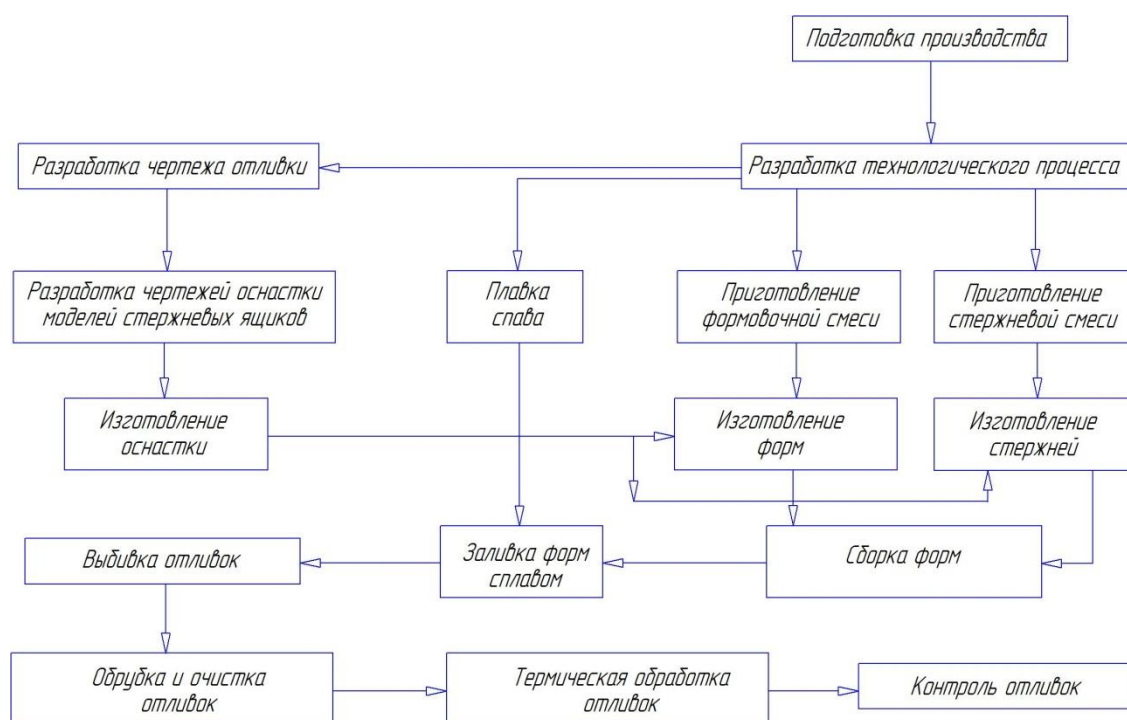 Подготовка производства
Разработка чертежа отливки
Разработка технологического процесса
Разработка чертежей оснастки
моделей стержневых ящиков
Плавка
спава
Приготовление
формовочной смеси
Приготовление
стержневой смеси
Изготовление
оснастки
Изготовление
форм
Изготовление
стержней
Выбивка отливок
Заливка форм
сплавом
Сборка форм
Обрубка и очистка
отливок
Термическая обработка
отливок
Контроль отливок